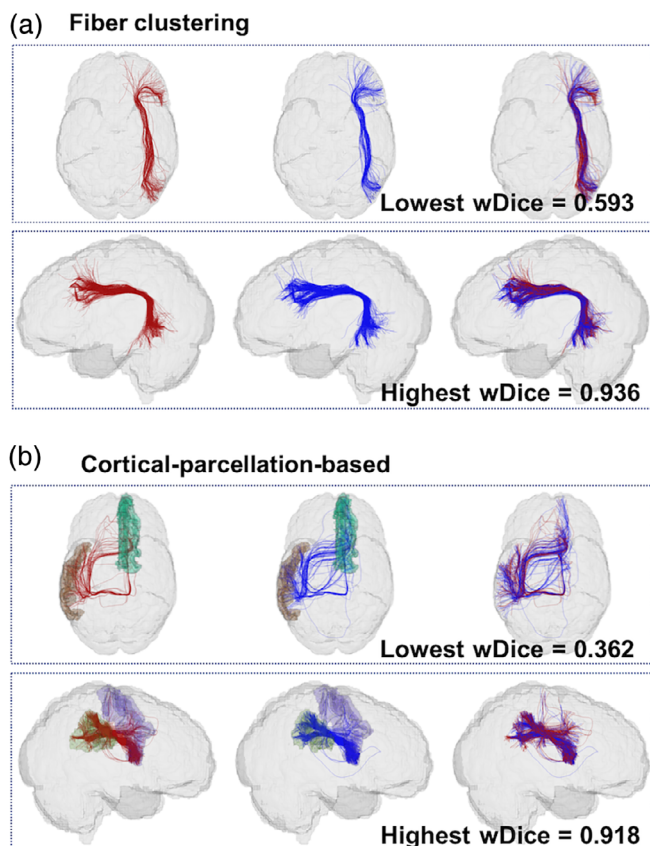 (a) Fiber clustering
Lowest wDice = 0.593
Highest wDice = 0.936
(b) Cortical-parcellation-based
Lowest wDice = 0.362
Highest wDice = 0.918